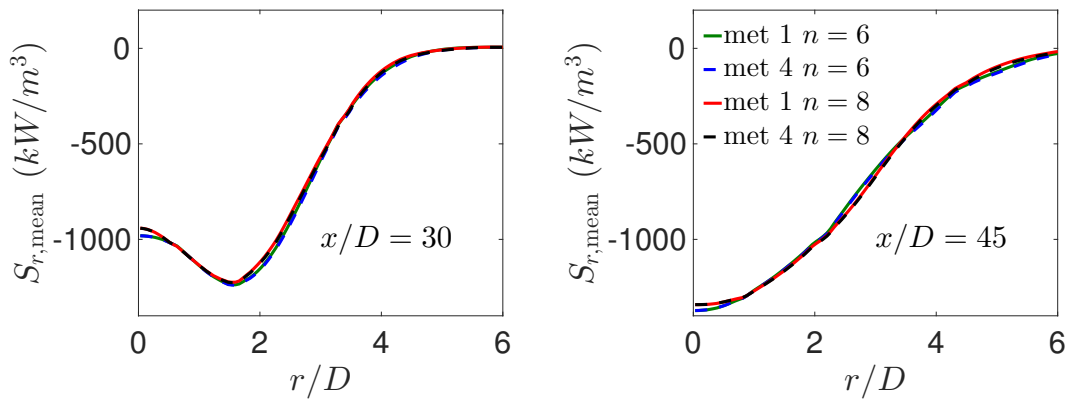 0
-500
-1000
0 2 4 6
S_{r,mean} (kW/m^3)
r/D
x/D = 30
0
-500
-1000
0 2 4 6
S_{r,mean} (kW/m^3)
r/D
x/D = 45
met 1 n = 6
met 4 n = 6
met 1 n = 8
met 4 n = 8